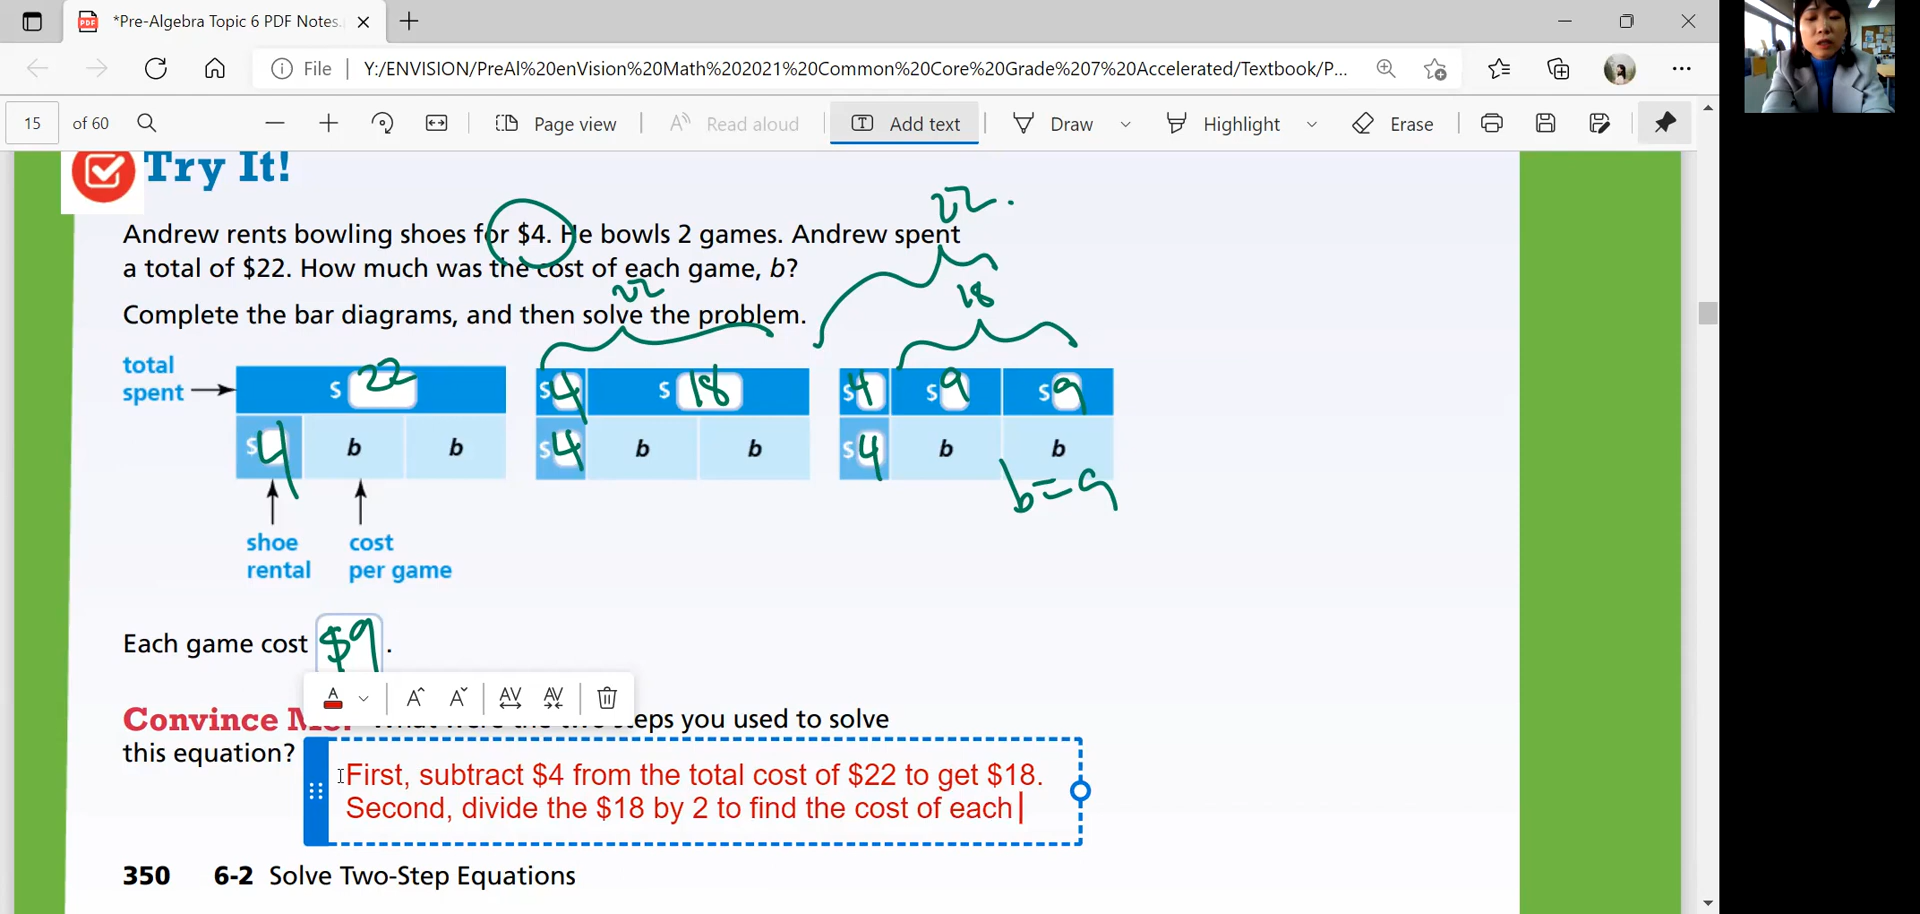 *Pre-Algebra Topic 6 PDF Notes.
File Y:/ENVISION/PreAl%20enVision%20Math%202021%20Common%20Core%20Grade%207%20Accelerated/Textbook/P...
15 of 60 Page view Read aloud Add text Draw Highlight Erase
Try It!
22.
Andrew rents bowling shoes for $4. He bowls 2 games. Andrew spent
a total of $22. How much was the cost of each game, b?
22 18
Complete the bar diagrams, and then solve the problem.
total
spent
$ 22 $4 $ 18 $4 $9 $9
$4 b b $4 b b $4 b b
b=9
shoe
rental
cost
per game
Each game cost $9 .
Convince Me! What were the two steps you used to solve
this equation?
First, subtract $4 from the total cost of $22 to get $18.
Second, divide the $18 by 2 to find the cost of each
350 6-2 Solve Two-Step Equations